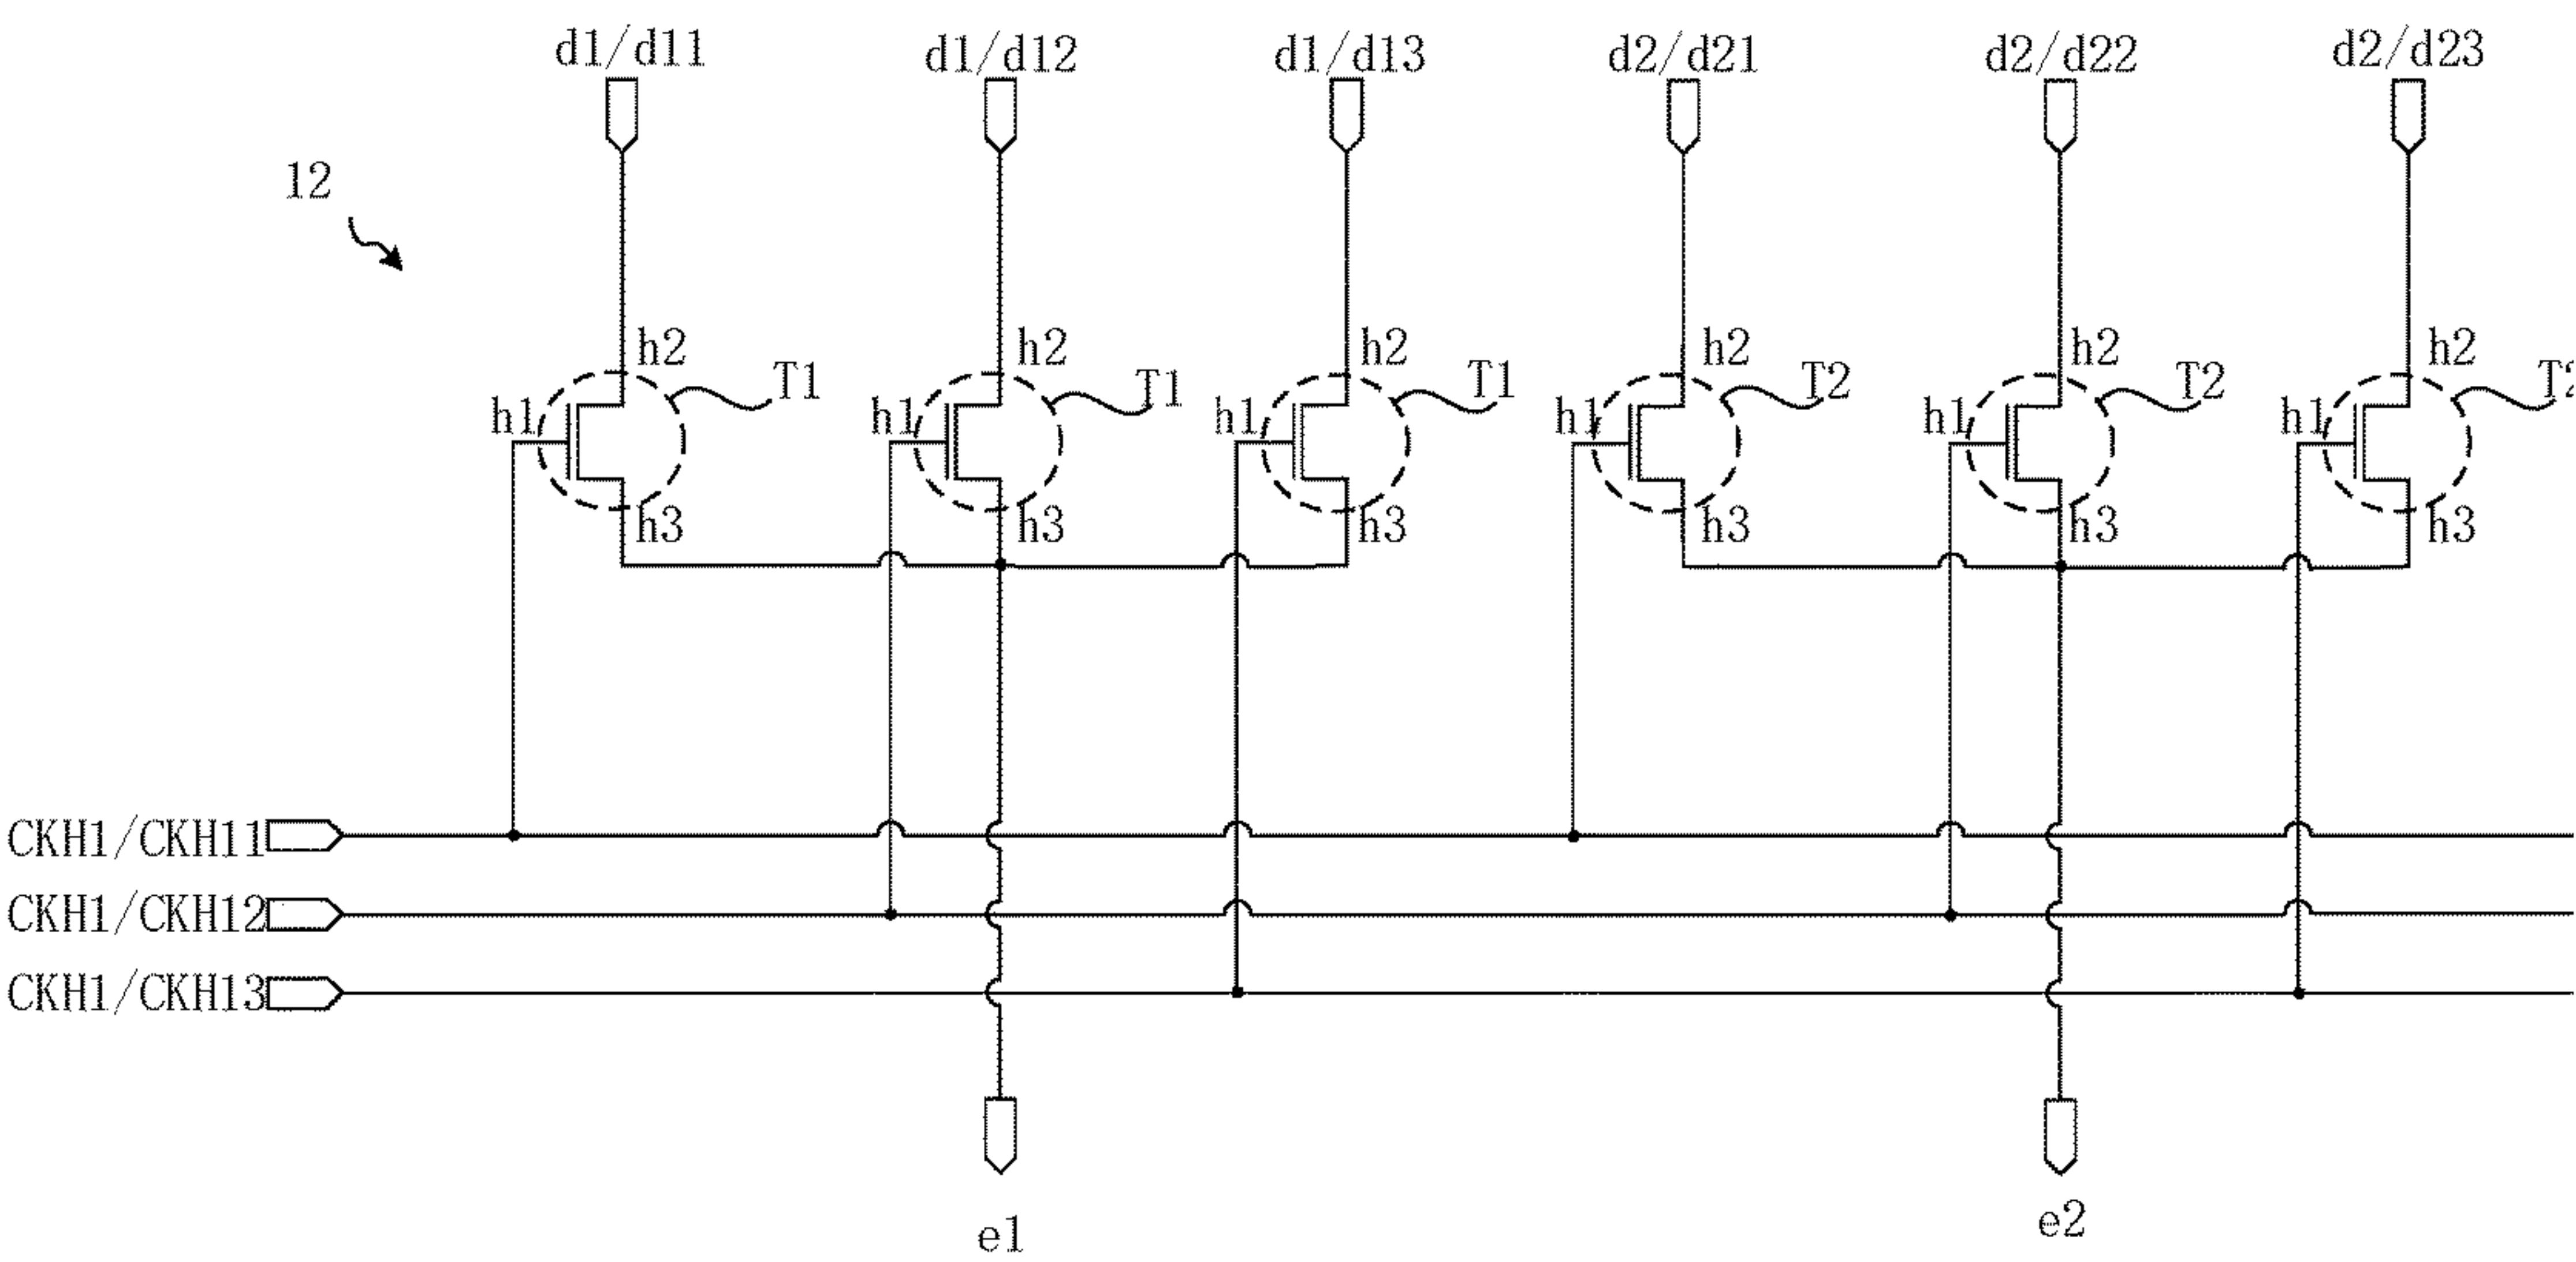 d1/d11 d1/d12 d1/d13 d2/d21 d2/d22 d2/d23
12
h2 h2 h2 h2 h2 h2
T1 T1 T1 T2 T2
h1 h1 h1 h1 h1 h1
h3 h3 h3 h3 h3 h3
CKH1/CKH11
CKH1/CKH12
CKH1/CKH13
e1 e2